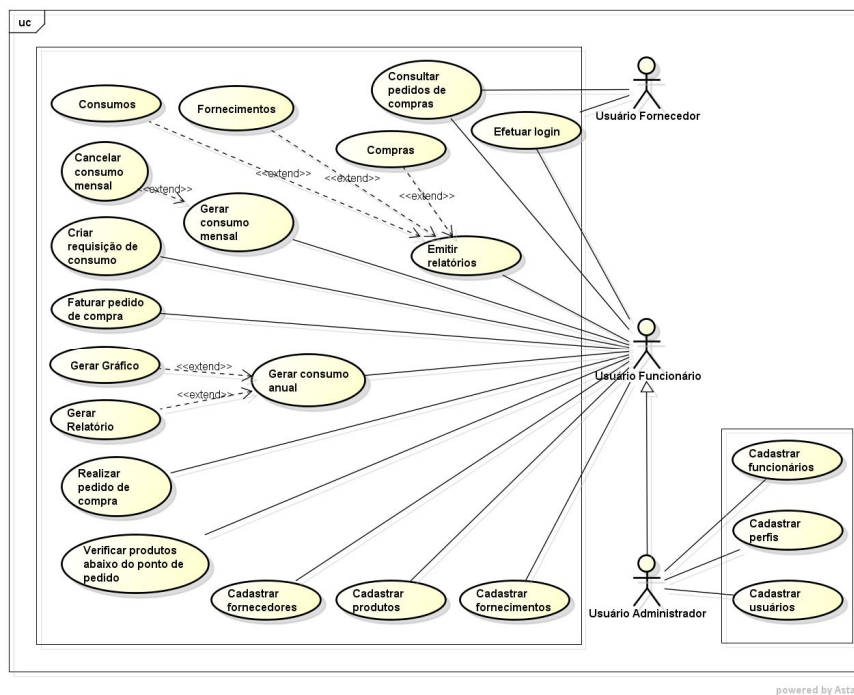 uc
Consumos
Fornecimentos
Consultar
pedidos de
compras
Usuário Fornecedor
Efetuar login
Compras
Cancelar
consumo
mensal
<<extend>>
<<extend>>
<<extend>>
<<extend>>
Gerar
consumo
mensal
Criar
requisição de
consumo
Emitir
relatórios
Faturar pedido
de compra
Gerar Gráfico
<<extend>>
Gerar consumo
anual
Usuário Funcionário
<<extend>>
Gerar
Relatório
Realizar
pedido de
compra
Cadastrar
funcionários
Verificar produtos
abaixo do ponto de
pedido
Cadastrar
perfis
Cadastrar
fornecedores
Cadastrar
produtos
Cadastrar
fornecimentos
Usuário Administrador
Cadastrar
usuários
powered by Asta